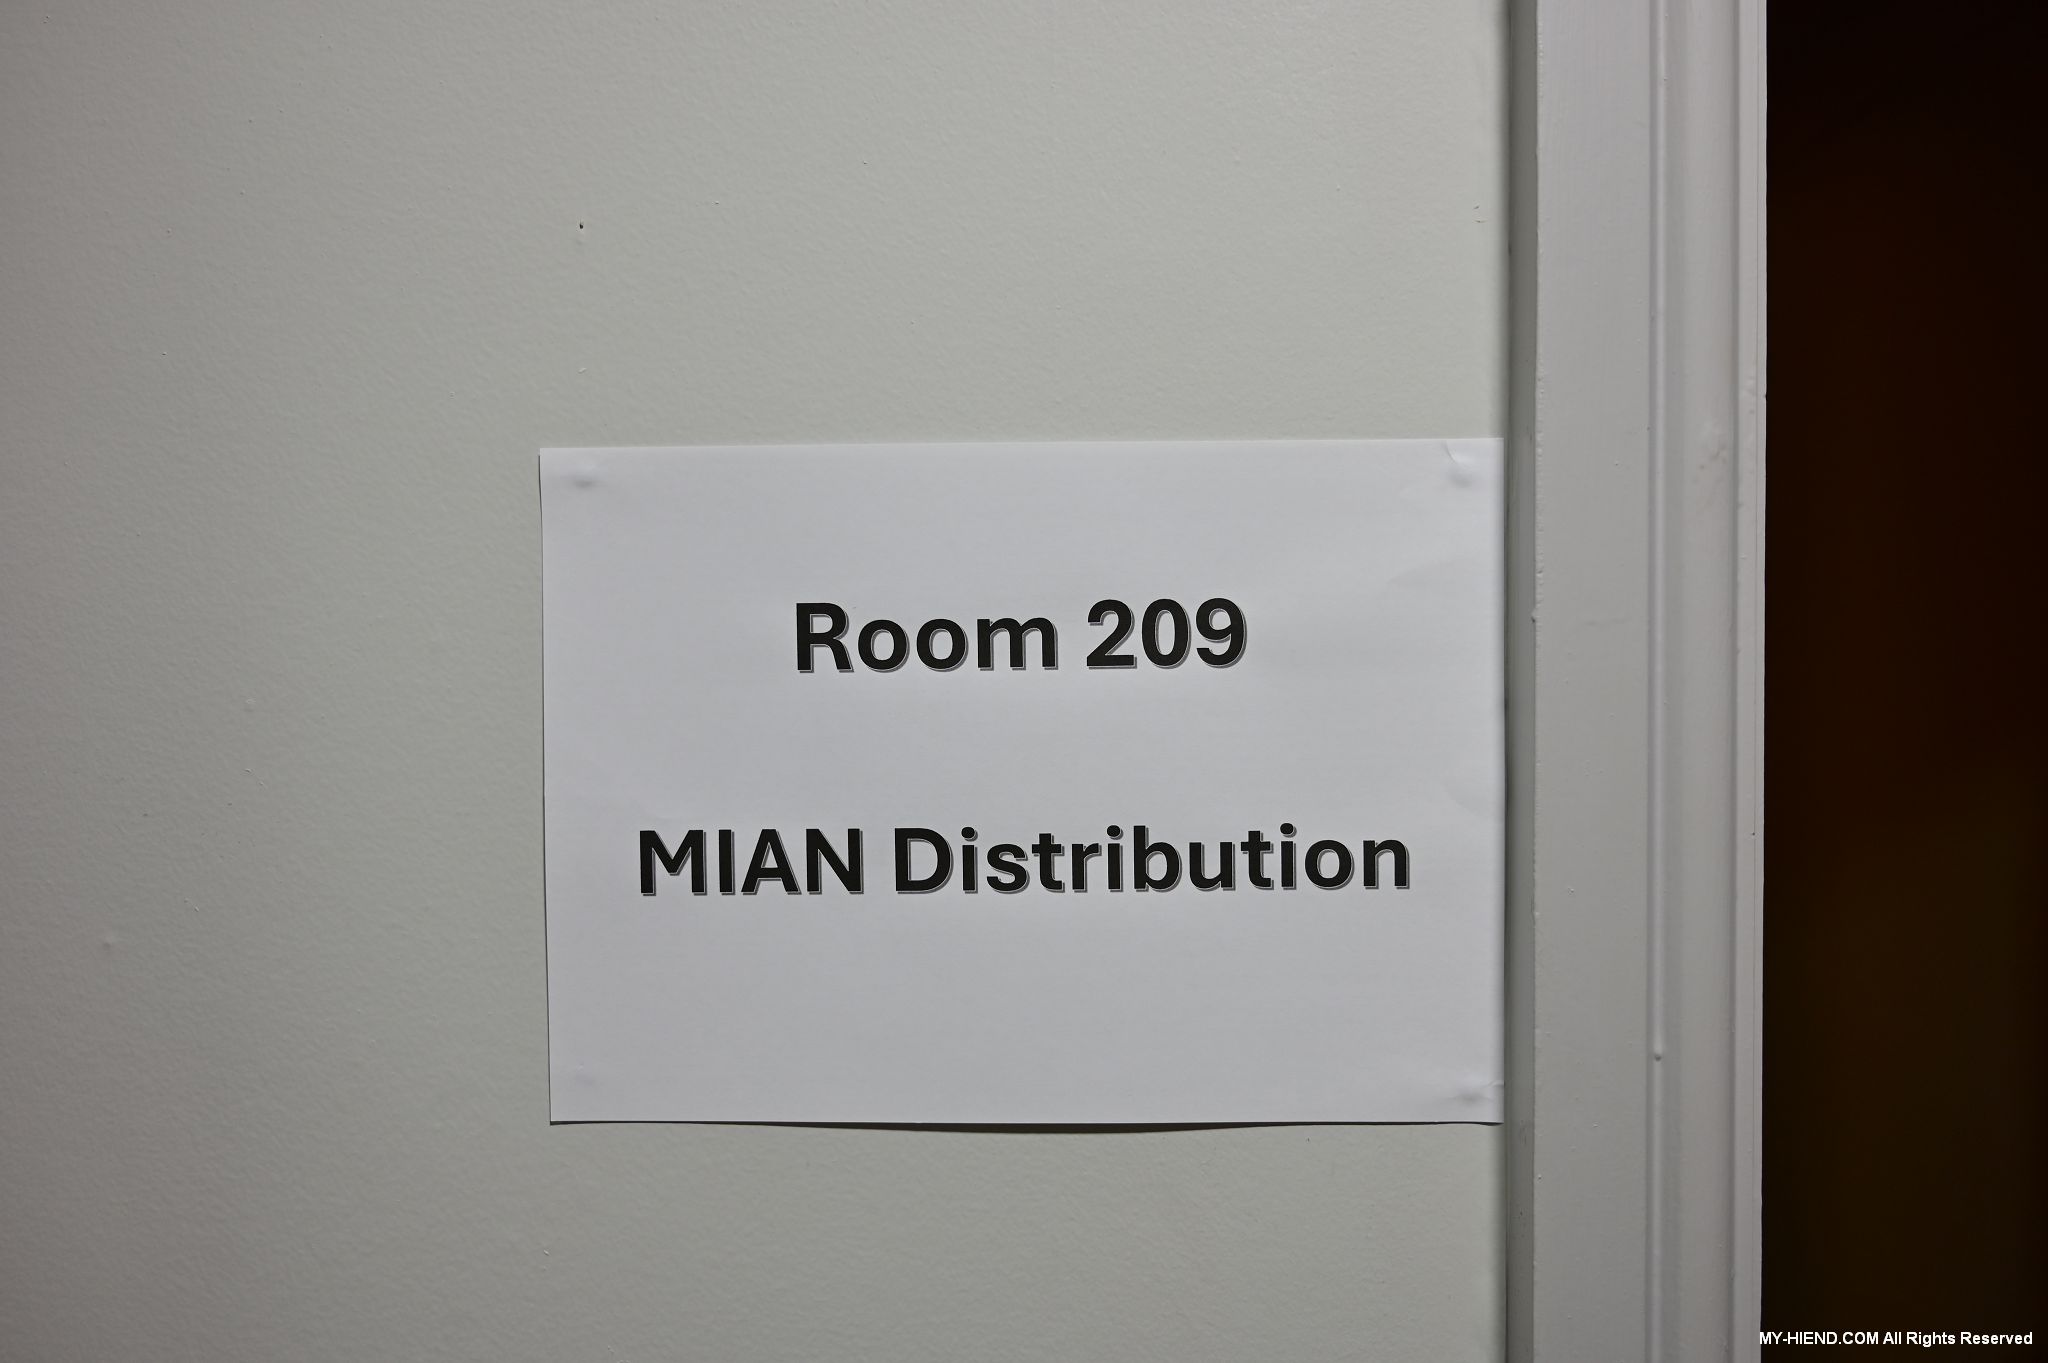 Room 209
MIAN Distribution
MY-HIEND.COM All Rights Reserved